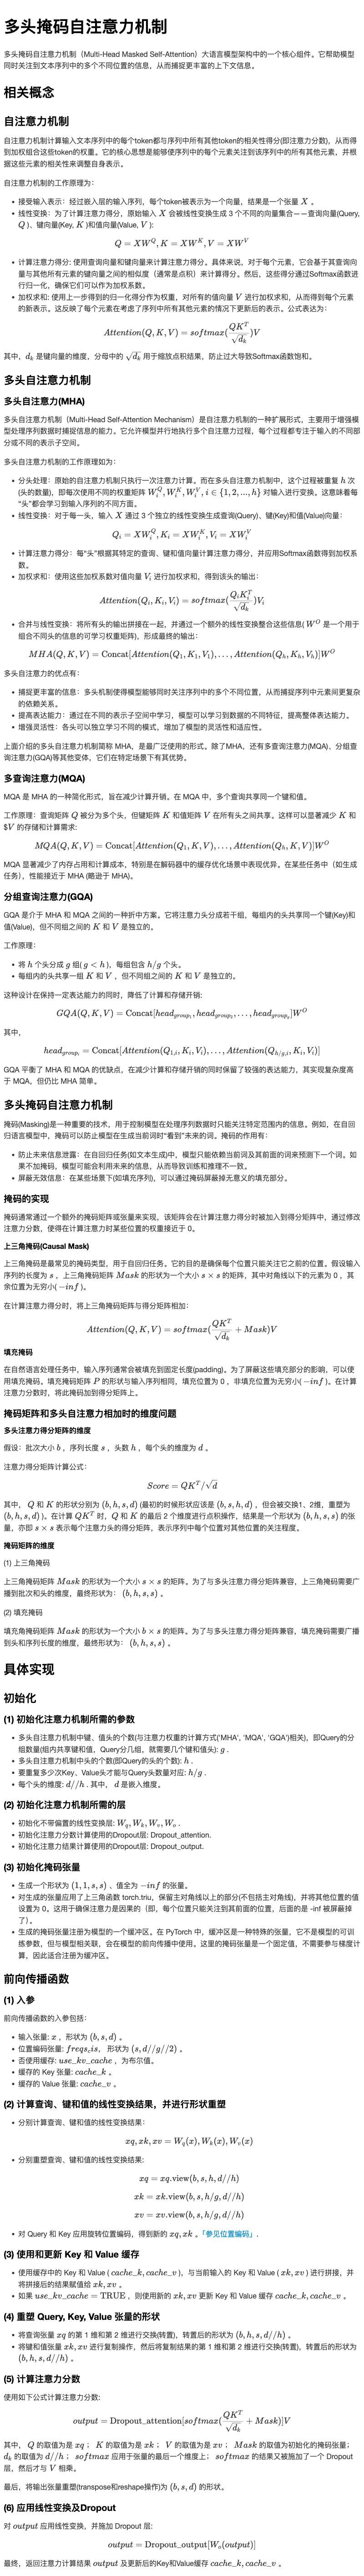 多头掩码自注意力机制
多头掩码自注意力机制（Multi-Head Masked Self-Attention）大语言模型架构中的一个核心组件。它帮助模型
同时关注到文本序列中的多个不同位置的信息，从而捕捉更丰富的上下文信息。
相关概念
自注意力机制
自注意力机制计算输入文本序列中的每个token都与序列中所有其他token的相关性得分(即注意力分数)，从而得
到加权组合这些token的权重。它的核心思想是能够使序列中的每个元素关注到该序列中的所有其他元素，并根
据这些元素的相关性来调整自身表示。
自注意力机制的工作原理为：
• 接受输入表示：经过嵌入层的输入序列，每个token被表示为一个向量，结果是一个张量 X 。
• 线性变换：为了计算注意力得分，原始输入 X 会被线性变换生成 3 个不同的向量集合——查询向量(Query,
Q )、键向量(Key, K )和值向量(Value, V ):
Q = XW^Q, K = XW^K, V = XW^V
• 计算注意力得分: 使用查询向量和键向量来计算注意力得分。具体来说，对于每个元素，它会基于其查询向
量与其他所有元素的键向量之间的相似度（通常是点积）来计算得分。然后，这些得分通过Softmax函数进
行归一化，确保它们可以作为加权系数。
• 加权求和: 使用上一步得到的归一化得分作为权重，对所有的值向量 V 进行加权求和，从而得到每个元素
的新表示。这反映了每个元素在考虑了序列中所有其他元素的情况下更新后的表示。公式表达为：
Attention(Q, K, V) = softmax(QK^T/√d_k)V
其中，d_k 是键向量的维度，分母中的 √d_k 用于缩放点积结果，防止过大导致Softmax函数饱和。
多头自注意力机制
多头自注意力(MHA)
多头自注意力（Multi-Head Self-Attention Mechanism）是自注意力机制的一种扩展形式，主要用于增强模
型处理序列数据时捕捉信息的能力。它允许模型并行地执行多个自注意力过程，每个过程都专注于输入的不同部
分或不同的表示子空间。
多头自注意力机制的工作原理如为：
• 分头处理：原始的自注意力机制只执行一次注意力计算。而在多头自注意力机制中，这个过程被重复 h 次
(头的数量)，即每次使用不同的权重矩阵 W_i^Q, W_i^K, W_i^V, i ∈ {1, 2, ..., h} 对输入进行变换。这意味着每
一“头”都会学习到输入序列的不同方面。
• 线性变换：对于每一头，输入 X 通过 3 个独立的线性变换生成查询(Query)、键(Key)和值(Value)向量：
Q_i = XW_i^Q, K_i = XW_i^K, V_i = XW_i^V
• 计算注意力得分：每“头”根据其特定的查询、键和值向量计算注意力得分，并应用Softmax函数得到加权系
数。
• 加权求和：使用这些加权系数对值向量 V_i 进行加权求和，得到该头的输出：
Attention(Q_i, K_i, V_i) = softmax(Q_iK_i^T/√d_k)V_i
• 合并与线性变换：将所有头的输出拼接在一起，并通过一个额外的线性变换整合这些信息( W^O 是一个用于
组合不同头的信息的可学习权重矩阵)，形成最终的输出：
MHA(Q, K, V) = Concat[Attention(Q_1, K_1, V_1), . . . , Attention(Q_h, K_h, V_h)]W^O
多头自注意力的优点有：
• 捕捉更丰富的信息：多头机制使得模型能够同时关注序列中的多个不同位置，从而捕捉序列中元素间更复杂
的依赖关系。
• 提高表达能力：通过在不同的表示子空间中学习，模型可以学习到数据的不同特征，提高整体表达能力。
• 增强灵活性：各头可以独立学习不同的模式，增加了模型的灵活性和适应性。
上面介绍的多头自注意力机制简称 MHA，是最广泛使用的形式。除了MHA，还有多查询注意力(MQA)、分组查
询注意力(GQA)等其他变体，它们在特定场景下有其优势。
多查询注意力(MQA)
MQA 是 MHA 的一种简化形式，旨在减少计算开销。在 MQA 中，多个查询共享同一个键和值。
工作原理：查询矩阵 Q 被分为多个头，但键矩阵 K 和值矩阵 V 在所有头之间共享。这样可以显著减少 K 和
$V 的存储和计算需求：
MQA(Q, K, V) = Concat[Attention(Q_1, K, V), . . . , Attention(Q_h, K, V)]W^O
MQA 显著减少了内存占用和计算成本，特别是在解码器中的缓存优化场景中表现优异。在某些任务中（如生成
任务），性能接近于 MHA (略逊于 MHA)。
分组查询注意力(GQA)
GQA 是介于 MHA 和 MQA 之间的一种折中方案。它将注意力头分成若干组，每组内的头共享同一个键(Key)和
值(Value)，但不同组之间的 K 和 V 是独立的。
工作原理：
• 将 h 个头分成 g 组( g < h )，每组包含 h/g 个头。
• 每组内的头共享一组 K 和 V ，但不同组之间的 K 和 V 是独立的。
这种设计在保持一定表达能力的同时，降低了计算和存储开销：
GQA(Q, K, V) = Concat[head_{group_1}, head_{group_2}, . . . , head_{group_g}]W^O
其中，
head_{group_i} = Concat[Attention(Q_{1,i}, K_i, V_i), . . . , Attention(Q_{h/g,i}, K_i, V_i)]
GQA 平衡了 MHA 和 MQA 的优缺点，在减少计算和存储开销的同时保留了较强的表达能力，其实现复杂度高
于 MQA，但仍比 MHA 简单。
多头掩码自注意力机制
掩码(Masking)是一种重要的技术，用于控制模型在处理序列数据时只能关注特定范围内的信息。例如，在自回
归语言模型中，掩码可以防止模型在生成当前词时“看到”未来的词。掩码的作用有：
• 防止未来信息泄露：在自回归任务(如文本生成)中，模型只能依赖当前词及其前面的词来预测下一个词。如
果不加掩码，模型可能会利用未来的信息，从而导致训练和推理不一致。
• 屏蔽无效信息：在某些场景下(如填充序列)，可以通过掩码屏蔽掉无意义的填充部分。
掩码的实现
掩码通常通过一个额外的掩码矩阵或张量来实现，该矩阵会在计算注意力得分时被加入到得分矩阵中，通过修改
注意力分数，使得在计算注意力时某些位置的权重接近于 0。
上三角掩码(Causal Mask)
上三角掩码是最常见的掩码类型，用于自回归任务。它的目的是确保每个位置只能关注它之前的位置。假设输入
序列的长度为 s ，上三角掩码矩阵 Mask 的形状为一个大小 s × s 的矩阵，其中对角线以下的元素为 0 ，其
余位置为无穷小( −inf )。
在计算注意力得分时，将上三角掩码矩阵与得分矩阵相加：
Attention(Q, K, V) = softmax(QK^T/√d_k + Mask)V
填充掩码
在自然语言处理任务中，输入序列通常会被填充到固定长度(padding)。为了屏蔽这些填充部分的影响，可以使
用填充掩码。填充掩码矩阵 P 的形状与输入序列相同，填充位置为 0 ，非填充位置为无穷小( −inf )。在计算
注意力分数时，将此掩码加到得分矩阵上。
掩码矩阵和多头自注意力相加时的维度问题
多头注意力得分矩阵的维度
假设：批次大小 b ，序列长度 s ，头数 h ，每个头的维度为 d 。
注意力得分矩阵计算公式：
Score = QK^T/√d
其中， Q 和 K 的形状分别为 (b, h, s, d) (最初的时候形状应该是 (b, s, h, d) ，但会被交换1、2维，重塑为
(b, h, s, d) )。在计算 QK^T 时，Q 和 K 的最后 2 个维度进行点积操作，结果是一个形状为 (b, h, s, s) 的张
量，亦即 s × s 表示每个注意力头的得分矩阵，表示序列中每个位置对其他位置的关注程度。
掩码矩阵的维度
(1) 上三角掩码
上三角掩码矩阵 Mask 的形状为一个大小 s × s 的矩阵。为了与多头注意力得分矩阵兼容，上三角掩码需要广
播到批次和头的维度，最终形状为： (b, h, s, s) 。
(2) 填充掩码
填充角掩码矩阵 Mask 的形状为一个大小 b × s 的矩阵。为了与多头注意力得分矩阵兼容，填充掩码需要广播
到头和序列长度的维度，最终形状为： (b, h, s, s) 。
具体实现
初始化
(1) 初始化注意力机制所需的参数
• 多头自注意力机制中键、值头的个数(与注意力权重的计算方式('MHA', 'MQA', 'GQA')相关)，即Query的分
组数量(组内共享键和值，Query分几组，就需要几个键和值头): g .
• 多头自注意力机制中头的个数(即Query的头的个数): h .
• 要重复多少次Key、Value头才能与Query头数量对应: h/g .
• 每个头的维度: d//h . 其中， d 是嵌入维度。
(2) 初始化注意力机制所需的层
• 初始化不带偏置的线性变换层: W_q, W_k, W_v, W_o .
• 初始化注意力分数计算使用的Dropout层: Dropout_attention.
• 初始化注意力结果计算使用的Dropout层: Dropout_output.
(3) 初始化掩码张量
• 生成一个形状为 (1, 1, s, s) 、值全为 −inf 的张量。
• 对生成的张量应用了上三角函数 torch.triu，保留主对角线以上的部分(不包括主对角线)，并将其他位置的值
设置为 0。这用于确保注意力是因果的（即，每个位置只能关注到其前面的位置，后面的是 -inf 被屏蔽掉
了)。
• 生成的掩码张量注册为模型的一个缓冲区。在 PyTorch 中，缓冲区是一种特殊的张量，它不是模型的可训
练参数，但与模型相关联，会在模型的前向传播中使用。这里的掩码张量是一个固定值，不需要参与梯度计
算，因此适合注册为缓冲区。
前向传播函数
(1) 入参
前向传播函数的入参包括：
• 输入张量: x ，形状为 (b, s, d) 。
• 位置编码张量: freqs_cis， 形状为 (s, d//g//2) 。
• 否使用缓存: use_kv_cache ，为布尔值。
• 缓存的 Key 张量: cache_k 。
• 缓存的 Value 张量: cache_v 。
(2) 计算查询、键和值的线性变换结果，并进行形状重塑
• 分别计算查询、键和值的线性变换结果：
xq, xk, xv = W_q(x), W_k(x), W_v(x)
• 分别重塑查询、键和值的线性变换结果:
xq = xq.view(b, s, h, d//h)
xk = xk.view(b, s, h/g, d//h)
xv = xv.view(b, s, h/g, d//h)
• 对 Query 和 Key 应用旋转位置编码，得到新的 xq, xk 。「参见位置编码」.
(3) 使用和更新 Key 和 Value 缓存
• 使用缓存中的 Key 和 Value ( cache_k, cache_v )，与当前输入的 Key 和 Value ( xk, xv ) 进行拼接，并
将拼接后的结果赋值给 xk, xv 。
• 如果 use_kv_cache = TRUE ，则使用新的 xk, xv 更新 Key 和 Value 缓存 cache_k, cache_v 。
(4) 重塑 Query, Key, Value 张量的形状
• 将查询张量 xq 的第 1 维和第 2 维进行交换(转置)，转置后的形状为 (b, h, s, d//h) 。
• 将键和值张量 xk, xv 进行复制操作，然后将复制结果的第 1 维和第 2 维进行交换(转置)，转置后的形状为
(b, h, s, d//h) 。
(5) 计算注意力分数
使用如下公式计算注意力分数:
output = Dropout_attention[softmax(QK^T/√d_k + Mask)]V
其中， Q 的取值为是 xq ； K 的取值为是 xk ； V 的取值为是 xv ； Mask 的取值为初始化的掩码张量；
d_k 的取值为 d//h ； softmax 应用于张量的最后一个维度上； softmax 的结果又被施加了一个 Dropout
层，然后才与 V 相乘。
最后，将输出张量重塑(transpose和reshape操作)为 (b, s, d) 的形状。
(6) 应用线性变换及Dropout
对 output 应用线性变换，并施加 Dropout 层:
output = Dropout_output[W_o(output)]
最终，返回注意力计算结果 output 及更新后的Key和Value缓存 cache_k, cache_v 。